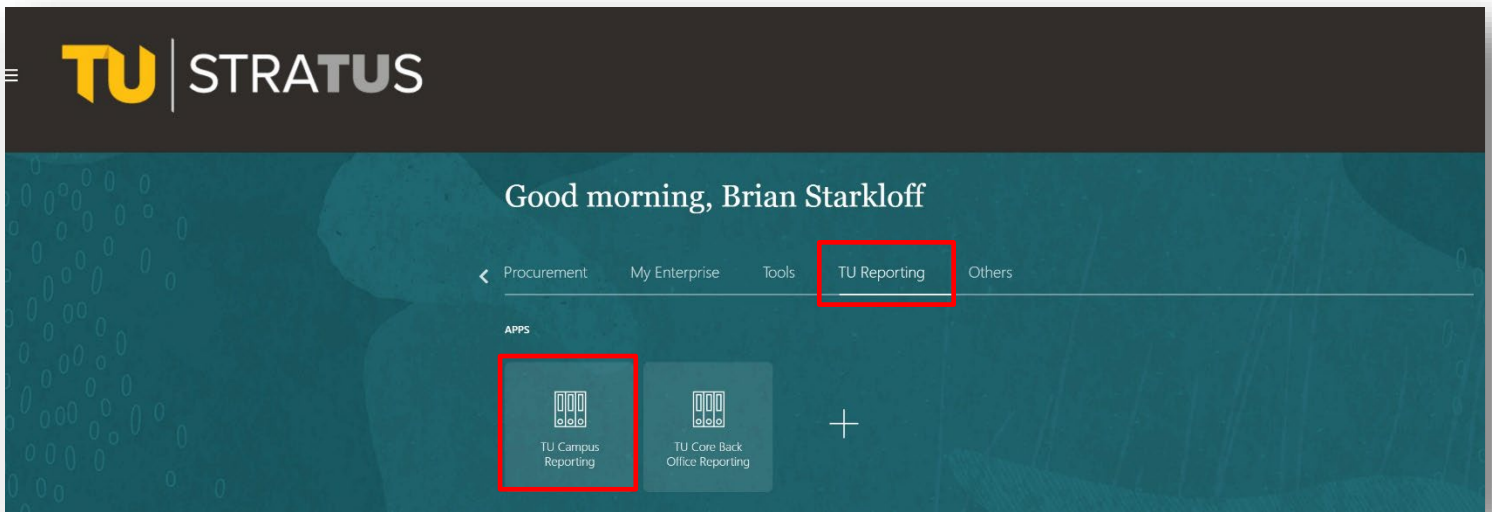 TU STRATUS
Good morning, Brian Starkloff
Procurement My Enterprise Tools TU Reporting Others
APPS
TU Campus
Reporting
TU Core Back
Office Reporting